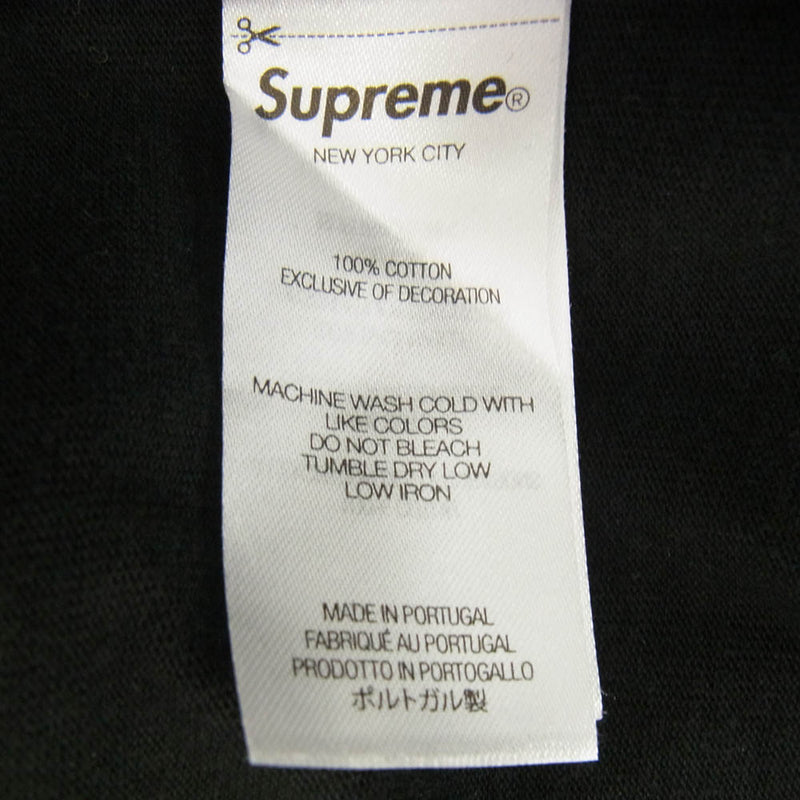 Supreme®
NEW YORK CITY
100% COTTON
EXCLUSIVE OF DECORATION
MACHINE WASH COLD WITH
LIKE COLORS
DO NOT BLEACH
TUMBLE DRY LOW
LOW IRON
MADE IN PORTUGAL
FABRIQUÉ AU PORTUGAL
PRODOTTO IN PORTOGALLO
ポルトガル製